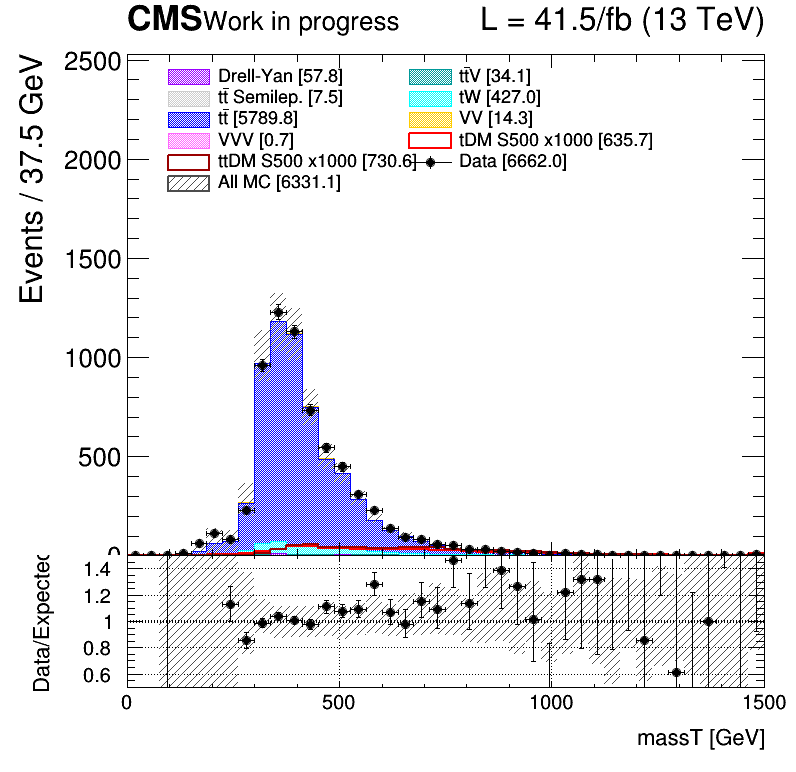 CMS Work in progress L = 41.5/fb (13 TeV)
Events / 37.5 GeV
2500
2000
1500
1000
500
0
Drell-Yan [57.8] tt̄V [34.1]
tt̄ Semilep. [7.5] tW [427.0]
tt̄ [5789.8] VV [14.3]
VVV [0.7] tDM S500 x1000 [635.7]
ttDM S500 x1000 [730.6] Data [6662.0]
All MC [6331.1]
Data/Expected
1.4
1.2
1
0.8
0.6
0 500 1000 1500
massT [GeV]